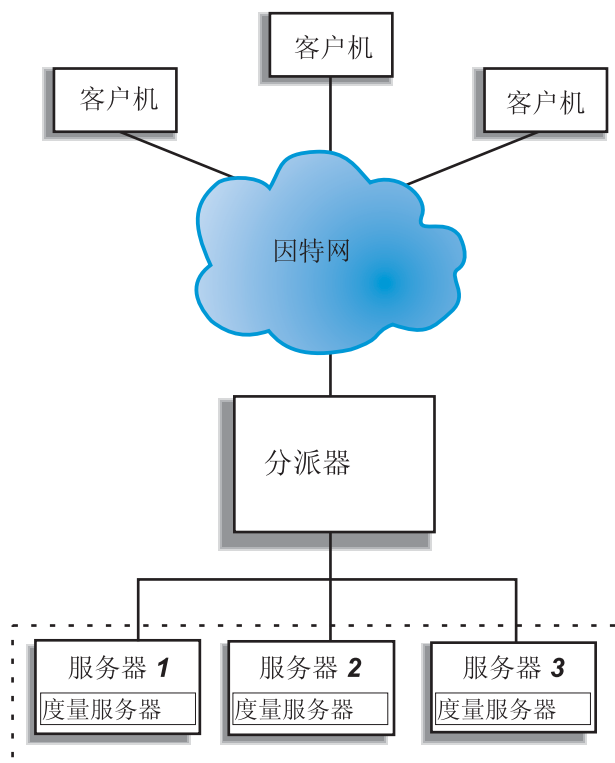 客户机
客户机
客户机
因特网
分派器
服务器 1
服务器 2
服务器 3
度量服务器
度量服务器
度量服务器